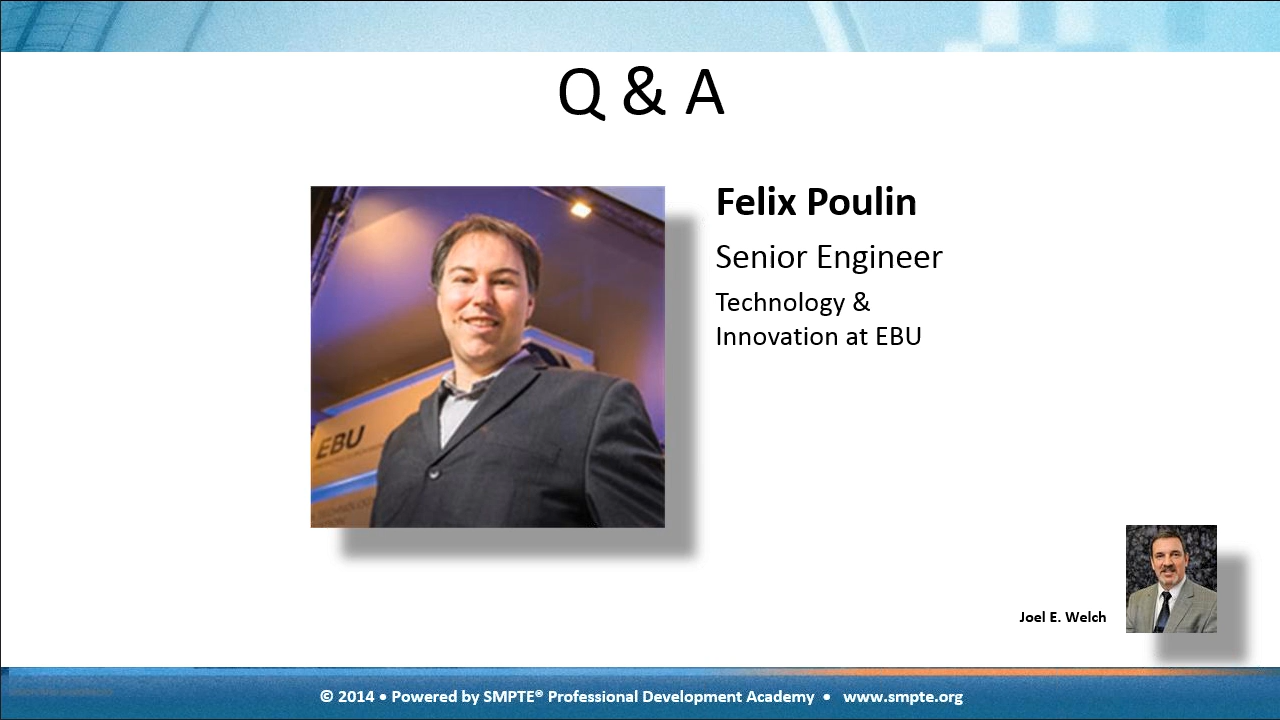 Q & A
Felix Poulin
Senior Engineer
Technology &
Innovation at EBU
EBU
Joel E. Welch
© 2014 • Powered by SMPTE® Professional Development Academy • www.smpte.org